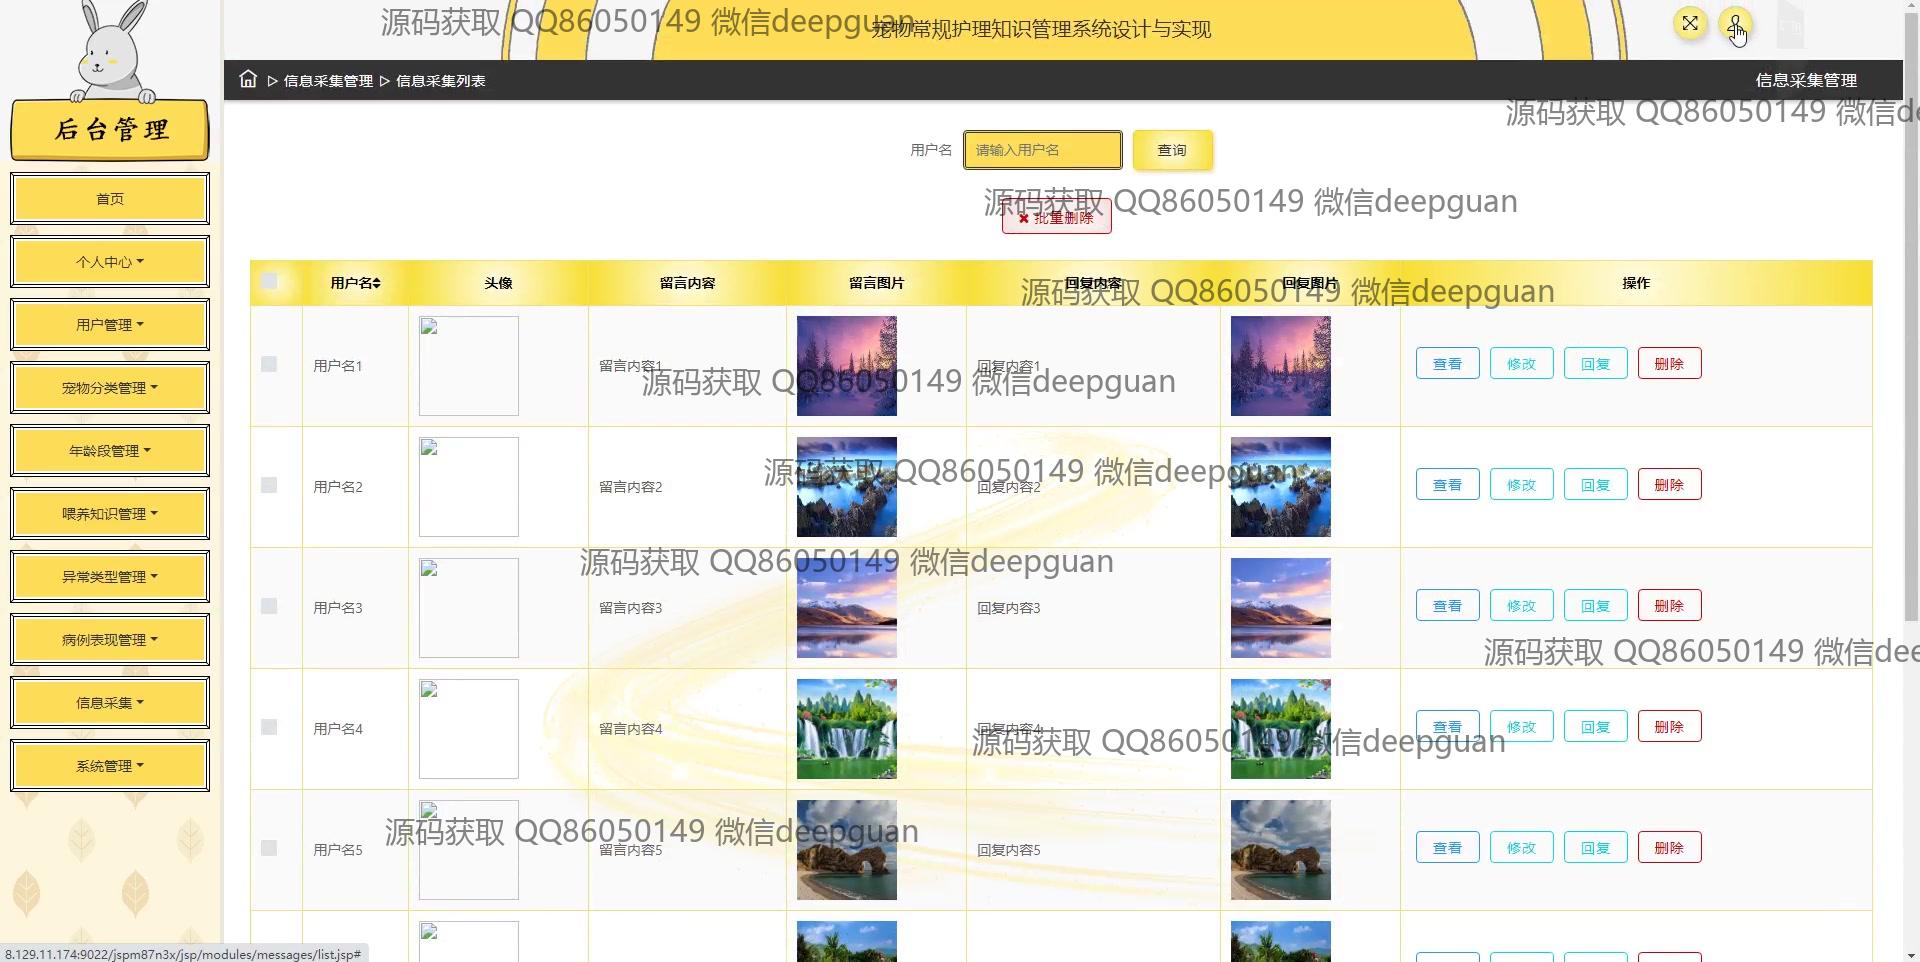 源码获取 QQ86050149 微信deepguan
宠物常规护理知识管理系统设计与实现
信息采集管理 信息采集列表
信息采集管理
源码获取 QQ86050149 微信de
后台管理
首页
个人中心
用户管理
宠物分类管理
年龄段管理
喂养知识管理
异常类型管理
病例表现管理
信息采集
系统管理
用户名 请输入用户名 查询
源码获取 QQ86050149 微信deepguan
批量删除
用户名 头像 留言内容 留言图片 回复内容 回复图片 操作
源码获取 QQ86050149 微信deepguan
用户名1 留言内容1 回复内容1 查看 修改 回复 删除
源码获取 QQ86050149 微信deepguan
源码获取 QQ86050149 微信deepguan
用户名2 留言内容2 回复内容2 查看 修改 回复 删除
源码获取 QQ86050149 微信deepguan
用户名3 留言内容3 回复内容3 查看 修改 回复 删除
源码获取 QQ86050149 微信dee
用户名4 留言内容4 回复内容4 查看 修改 回复 删除
源码获取 QQ86050149 微信deepguan
源码获取 QQ86050149 微信deepguan
用户名5 留言内容5 回复内容5 查看 修改 回复 删除
8.129.11.174:9022/jspm87n3x/jsp/modules/messages/list.jsp#